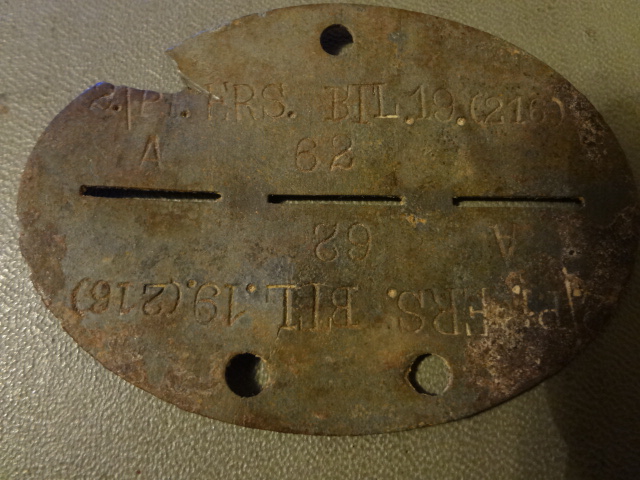 2./Pi. ERS. BTL.19.(216)
A 62
A 62
/Pi. ERS. BTL.19.(216)